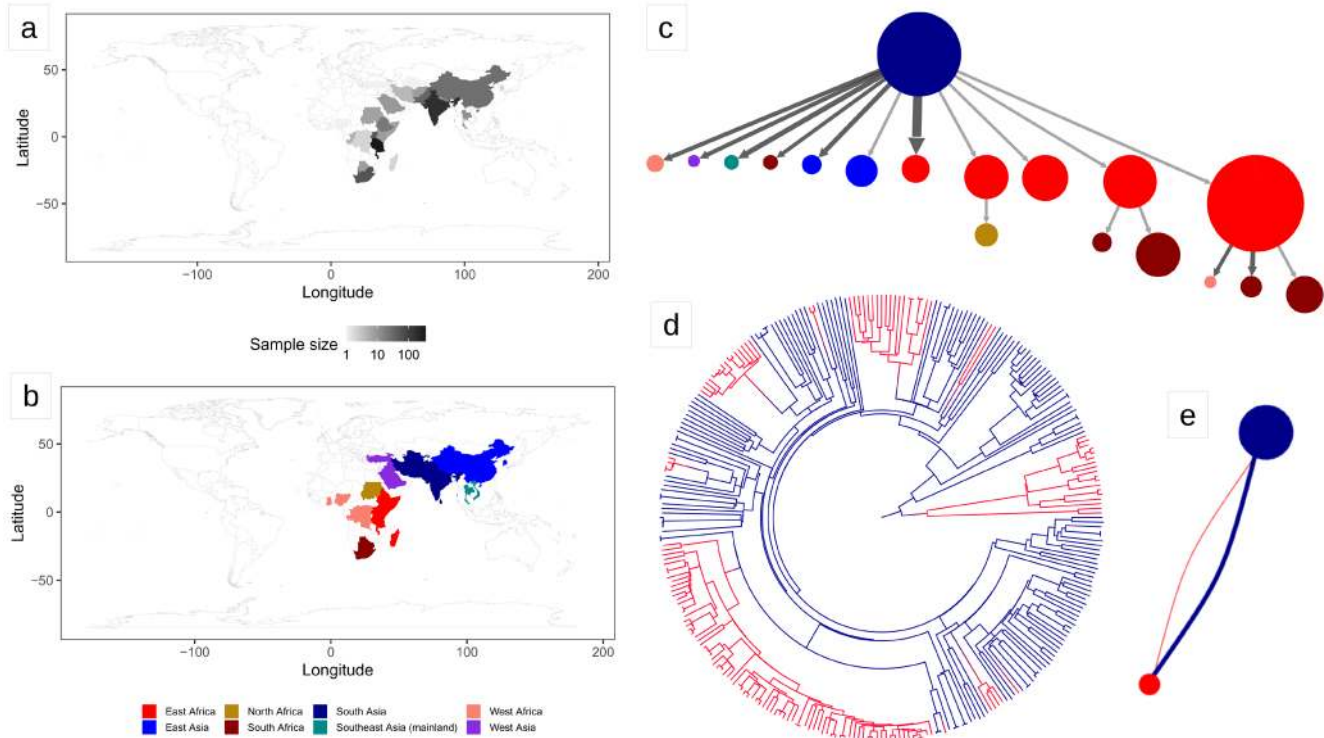 a
50
0
−50
Latitude
−100
0
100
200
Longitude
Sample size
1
10
100
b
50
0
−50
Latitude
−100
0
100
200
Longitude
East Africa
North Africa
South Asia
West Africa
East Asia
South Africa
Southeast Asia (mainland)
West Asia
c
d
e